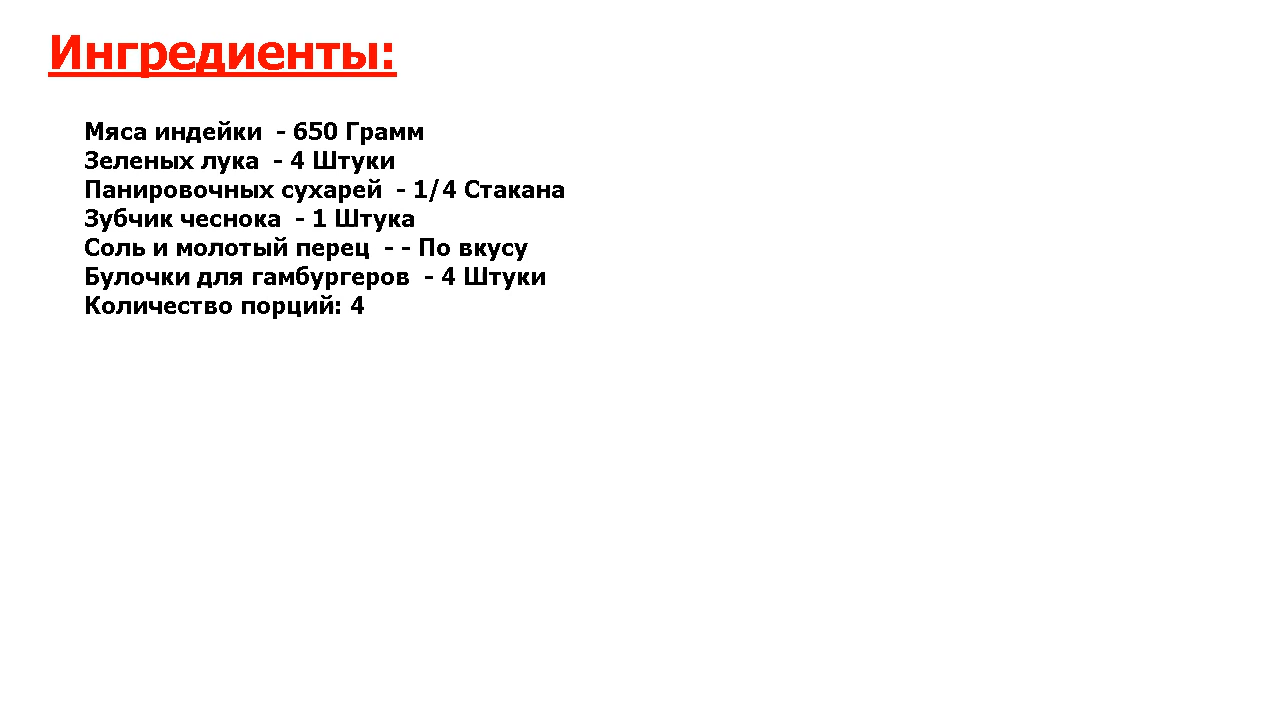 Ингредиенты:
Мяса индейки  - 650 Грамм
Зеленых лука  - 4 Штуки
Панировочных сухарей  - 1/4 Стакана
Зубчик чеснока  - 1 Штука
Соль и молотый перец  - - По вкусу
Булочки для гамбургеров  - 4 Штуки
Количество порций: 4